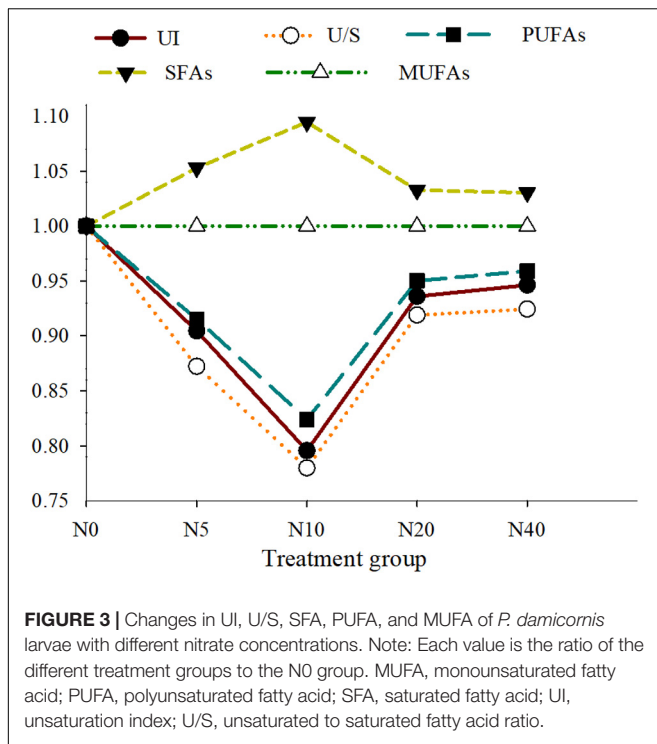 UI U/S PUFAs
SFAs MUFAs
1.10
1.05
1.00
0.95
0.90
0.85
0.80
0.75
N0 N5 N10 N20 N40
Treatment group
FIGURE 3 | Changes in UI, U/S, SFA, PUFA, and MUFA of P. damicornis
larvae with different nitrate concentrations. Note: Each value is the ratio of the
different treatment groups to the N0 group. MUFA, monounsaturated fatty
acid; PUFA, polyunsaturated fatty acid; SFA, saturated fatty acid; UI,
unsaturation index; U/S, unsaturated to saturated fatty acid ratio.